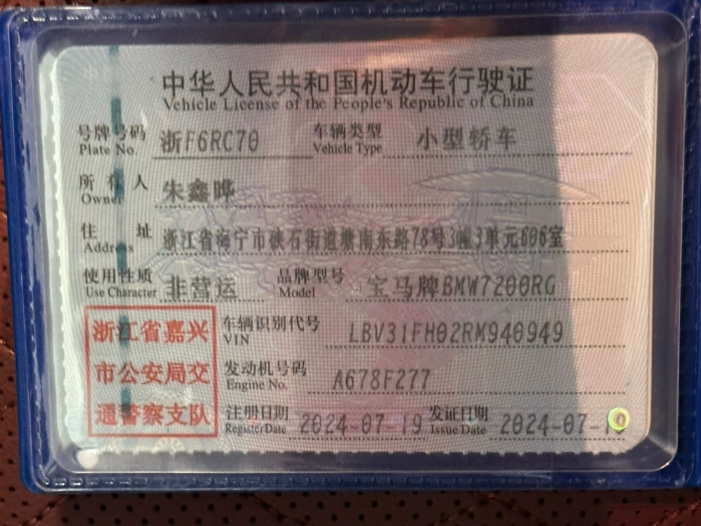 中华人民共和国机动车行驶证
Vehicle License of the People's Republic of China
号牌号码 浙F6RC70 车辆类型 小型轿车
Plate No. Vehicle Type
所有人 朱鑫晔
Owner
住址 浙江省海宁市硖石街道塘南东路78号3幢3单元606室
Address
使用性质 非营运 品牌型号 宝马牌BMW7200RG
Use Character Model
浙江省嘉兴 车辆识别代号 LBV31FH02RM940949
VIN
市公安局交 发动机号码 A678F277
Engine No.
通警察支队 注册日期 2024-07-19 发证日期 2024-07-19
Register Date Issue Date